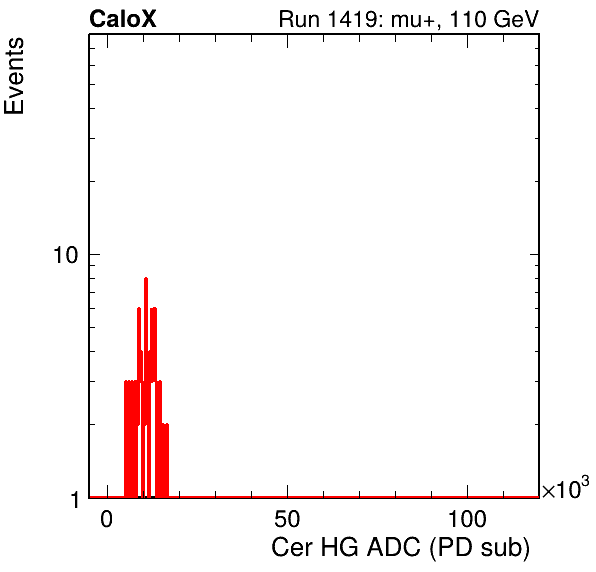 CaloX Run 1419: mu+, 110 GeV
Events
10
1
0 50 100 ×10³
Cer HG ADC (PD sub)